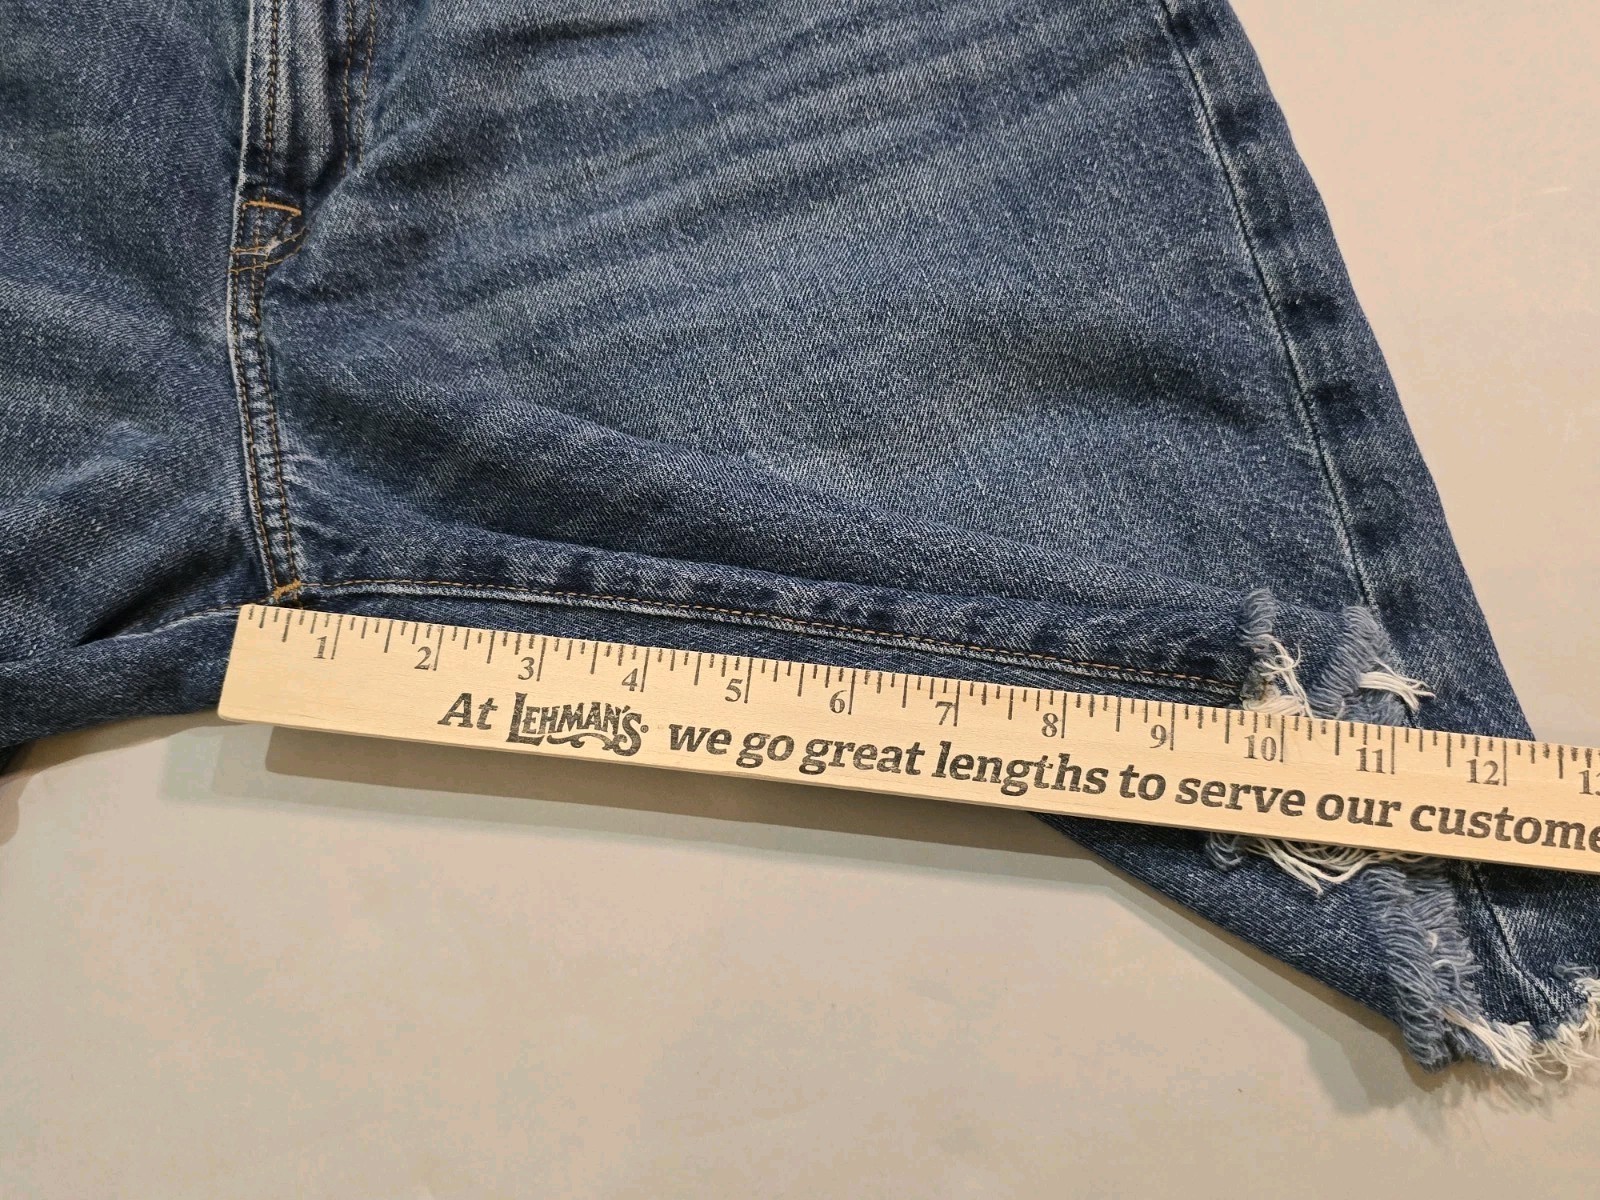 1 2 3 4 5 6 7 8 9 10 11 12 13
At LEHMAN'S we go great lengths to serve our custome